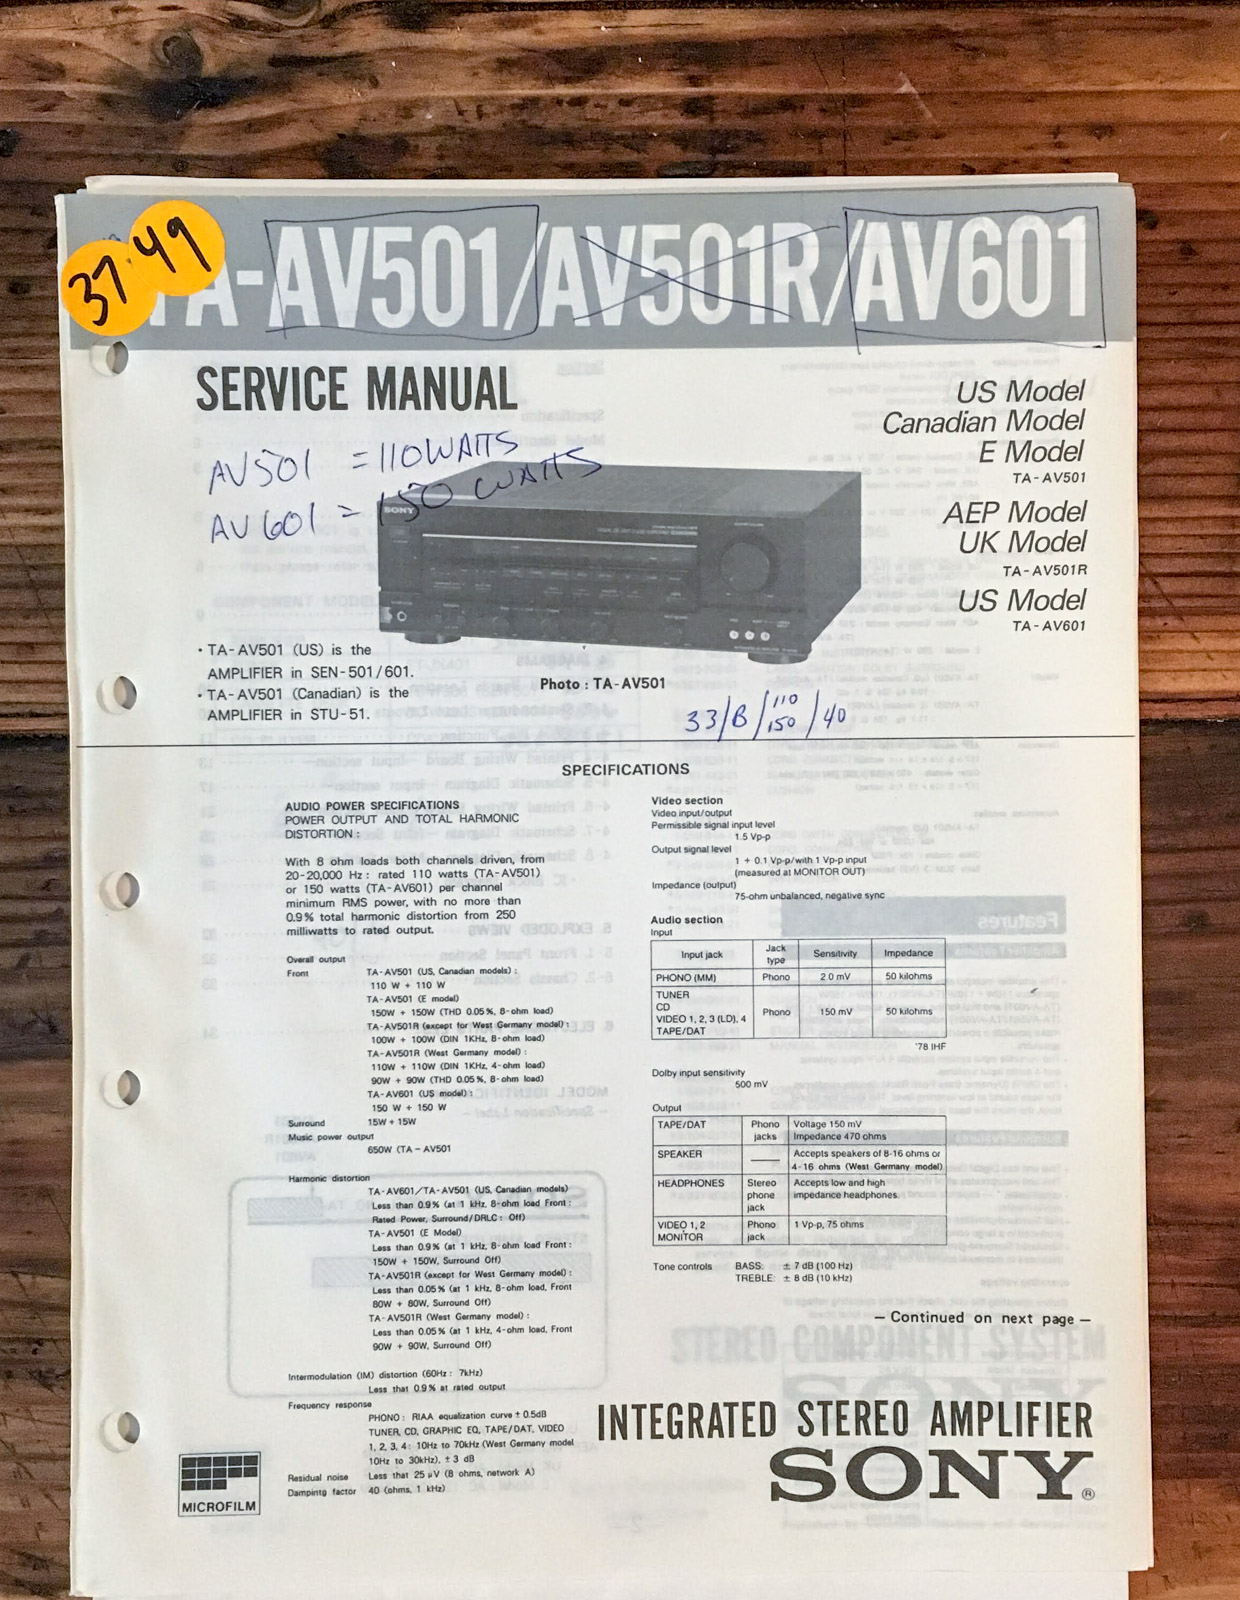 37 49
TA-AV501/AV501R/AV601
SERVICE MANUAL
AV501 = 110WATTS
AV601 = 150 WATTS
SONY
US Model
Canadian Model
E Model
TA-AV501
AEP Model
UK Model
TA-AV501R
US Model
TA-AV601
• TA-AV501 (US) is the
AMPLIFIER in SEN-501/601.
• TA-AV501 (Canadian) is the
AMPLIFIER in STU-51.
Photo : TA-AV501
33/B/110 150/40
SPECIFICATIONS
AUDIO POWER SPECIFICATIONS
POWER OUTPUT AND TOTAL HARMONIC
DISTORTION :
With 8 ohm loads both channels driven, from
20-20,000 Hz : rated 110 watts (TA-AV501)
or 150 watts (TA-AV601) per channel
minimum RMS power, with no more than
0.9% total harmonic distortion from 250
milliwatts to rated output.
Overall output
Front TA-AV501 (US, Canadian models) :
110 W + 110 W
TA-AV501 (E model)
150W + 150W (THD 0.05%, 8-ohm load)
TA-AV501R (except for West Germany model) :
100W + 100W (DIN 1KHz, 8-ohm load)
TA-AV501R (West Germany model) :
110W + 110W (DIN 1KHz, 4-ohm load)
90W + 90W (THD 0.05%, 8-ohm load)
TA-AV601 (US model) :
150 W + 150 W
Surround 15W + 15W
Music power output
650W (TA-AV501
Harmonic distortion
TA-AV601/TA-AV501 (US, Canadian models)
Less than 0.9% (at 1 kHz, 8-ohm load Front :
Rated Power, Surround/DRLC : Off)
TA-AV501 (E Model)
Less than 0.9% (at 1 kHz, 8-ohm load Front :
150W + 150W, Surround Off)
TA-AV501R (except for West Germany model) :
Less than 0.05% (at 1 kHz, 8-ohm load, Front
80W + 80W, Surround Off)
TA-AV501R (West Germany model) :
Less than 0.05% (at 1 kHz, 4-ohm load, Front
90W + 90W, Surround Off)
Intermodulation (IM) distortion (60Hz : 7kHz)
Less that 0.9% at rated output
Frequency response
PHONO : RIAA equalization curve ± 0.5dB
TUNER, CD, GRAPHIC EQ, TAPE/DAT, VIDEO
1, 2, 3, 4 : 10Hz to 70kHz (West Germany model
10Hz to 30kHz), ± 3 dB
Residual noise Less that 25 μV (8 ohms, network A)
Dampintg factor 40 (ohms, 1 kHz)
Video section
Video input/output
Permissible signal input level
1.5 Vp-p
Output signal level
1 + 0.1 Vp-p/with 1 Vp-p input
(measured at MONITOR OUT)
Impedance (output)
75-ohm unbalanced, negative sync
Audio section
Input
Input jack Jack type Sensitivity Impedance
PHONO (MM) Phono 2.0 mV 50 kilohms
TUNER
CD
VIDEO 1, 2, 3 (LD), 4
TAPE/DAT Phono 150 mV 50 kilohms
'78 IHF
Dolby input sensitivity
500 mV
Output
TAPE/DAT Phono jacks Voltage 150 mV
Impedance 470 ohms
SPEAKER —— Accepts speakers of 8-16 ohms or
4-16 ohms (West Germany model)
HEADPHONES Stereo phone jack Accepts low and high
impedance headphones.
VIDEO 1, 2
MONITOR Phono jack 1 Vp-p, 75 ohms
Tone controls BASS: ± 7 dB (100 Hz)
TREBLE: ± 8 dB (10 kHz)
— Continued on next page —
INTEGRATED STEREO AMPLIFIER
SONY®
MICROFILM